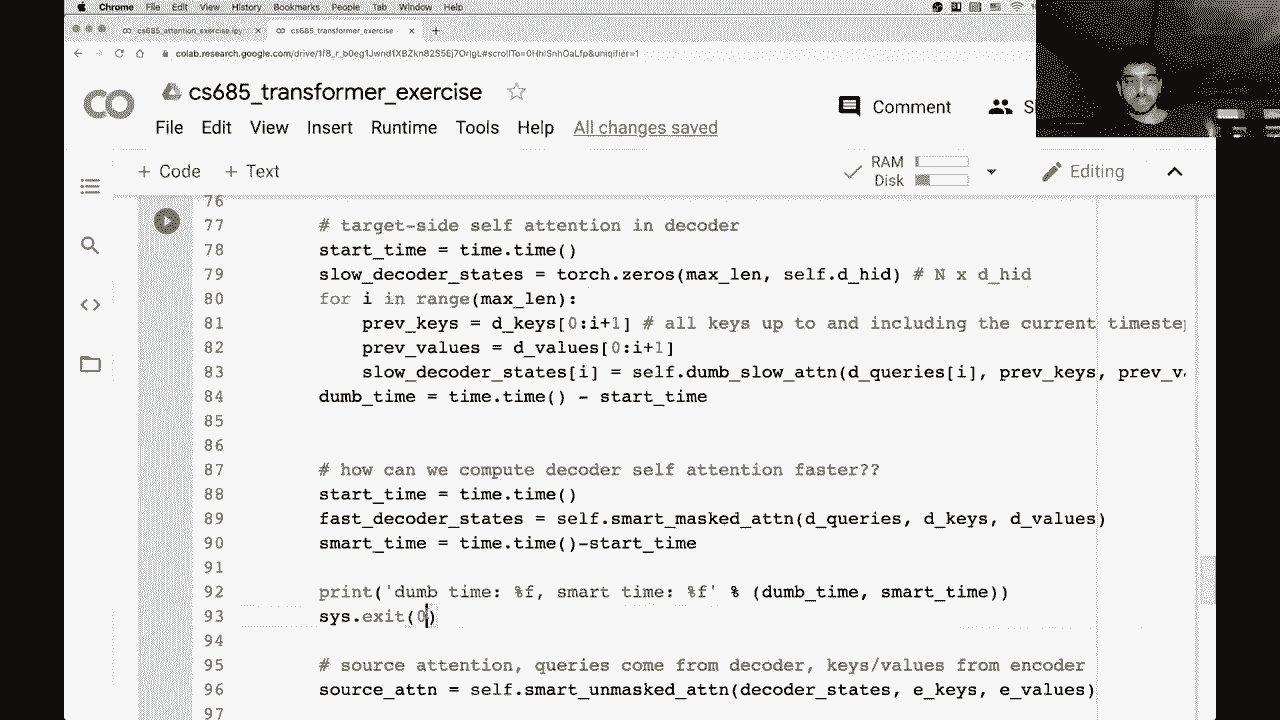 Chrome File Edit View History Bookmarks People Tab Window Help
cs685_attention_exercise.ipy × cs685_transformer_exercise × +
colab.research.google.com/drive/
CO cs685_transformer_exercise
Comment
S
File Edit View Insert Runtime Tools Help All changes saved
+ Code + Text
RAM
Disk
Editing
76
77 # target-side self attention in decoder
78 start_time = time.time()
79 slow_decoder_states = torch.zeros(max_len, self.d_hid) # N x d_hid
80 for i in range(max_len):
81 prev_keys = d_keys[0:i+1] # all keys up to and including the current timeste
82 prev_values = d_values[0:i+1]
83 slow_decoder_states[i] = self.dumb_slow_attn(d_queries[i], prev_keys, prev_v
84 dumb_time = time.time() - start_time
85
86
87 # how can we compute decoder self attention faster??
88 start_time = time.time()
89 fast_decoder_states = self.smart_masked_attn(d_queries, d_keys, d_values)
90 smart_time = time.time()-start_time
91
92 print('dumb time: %f, smart time: %f' % (dumb_time, smart_time))
93 sys.exit(0)
94
95 # source attention, queries come from decoder, keys/values from encoder
96 source_attn = self.smart_unmasked_attn(decoder_states, e_keys, e_values)
97